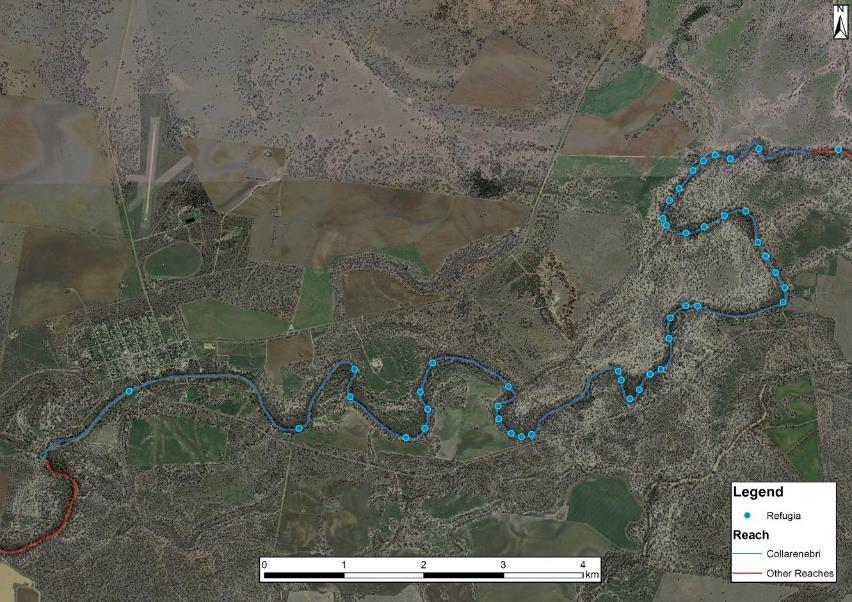 N
Legend
Refugia
Reach
Collarenebri
Other Reaches
0 1 2 3 4
km